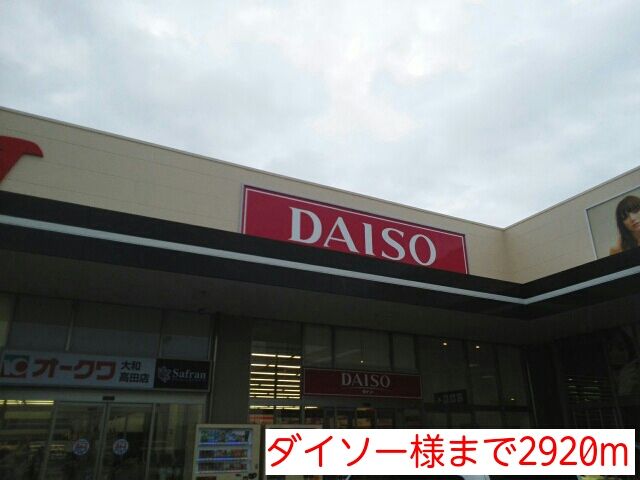 DAISO
オークワ 大和
高田店
Safran
DAISO
ダイソー様まで2920m